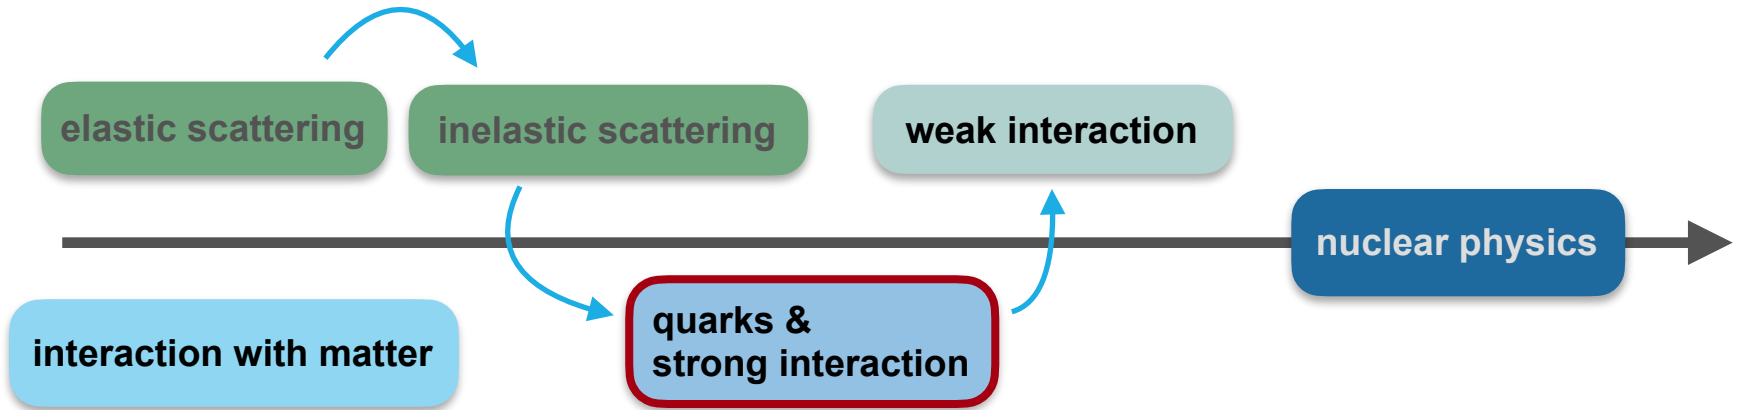 elastic scattering
inelastic scattering
weak interaction
nuclear physics
interaction with matter
quarks &
strong interaction